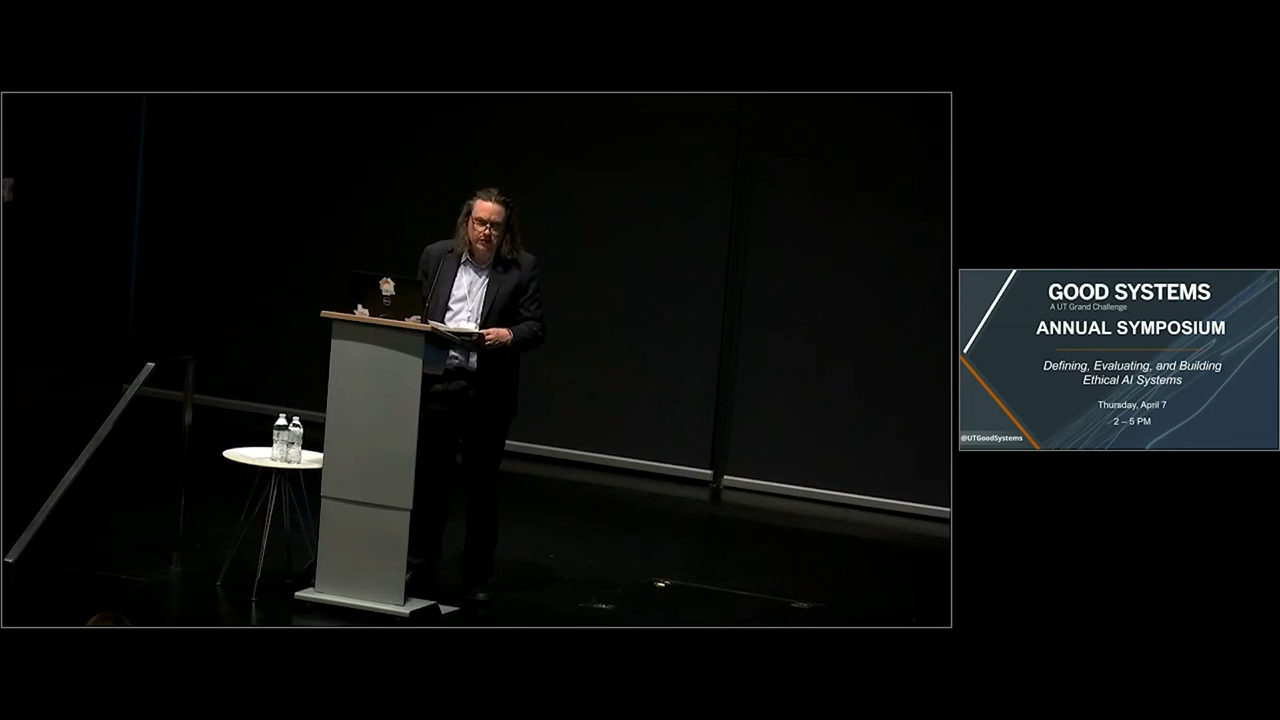 GOOD SYSTEMS
A UT Grand Challenge
ANNUAL SYMPOSIUM
Defining, Evaluating, and Building
Ethical AI Systems
Thursday, April 7
2 – 5 PM
@UTGoodSystems